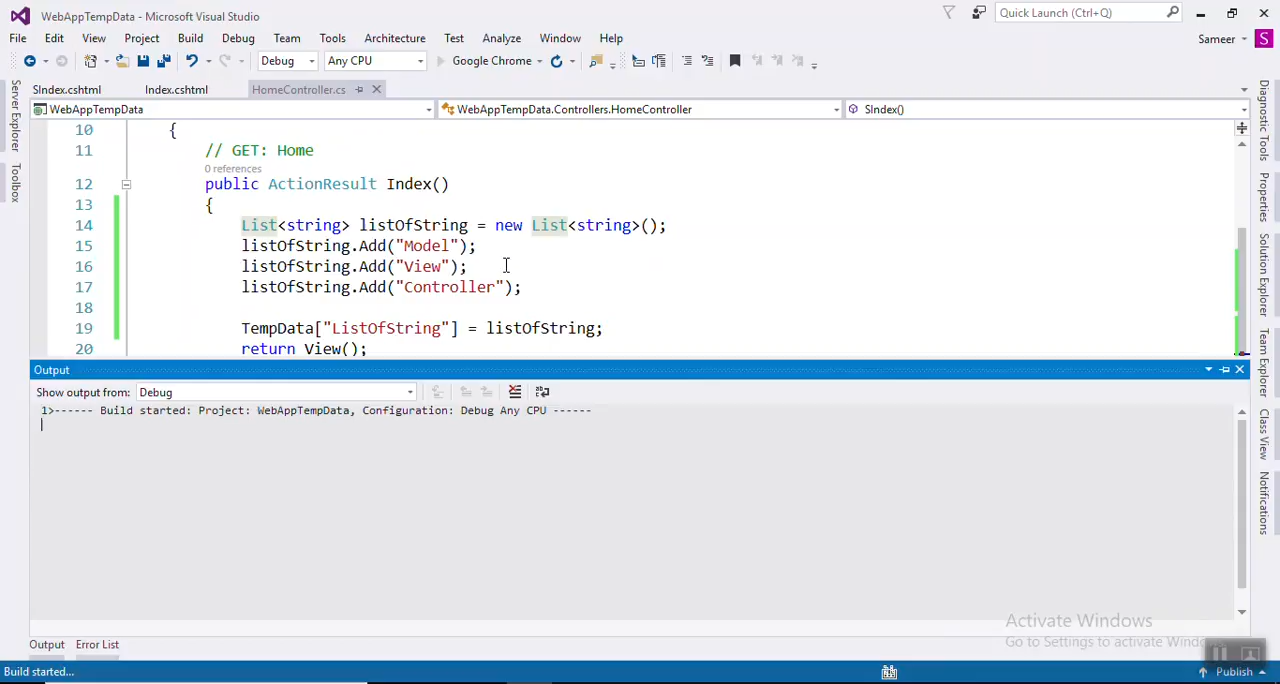 WebAppTempData - Microsoft Visual Studio
Quick Launch (Ctrl+Q)
File Edit View Project Build Debug Team Tools Architecture Test Analyze Window Help
Sameer S
Debug Any CPU Google Chrome
SIndex.cshtml Index.cshtml HomeController.cs
WebAppTempData WebAppTempData.Controllers.HomeController SIndex()
Server Explorer
Toolbox
Diagnostic Tools
Properties
Solution Explorer
Team Explorer
Class View
Notifications
10 {
11 // GET: Home
0 references
12 public ActionResult Index()
13 {
14 List<string> listOfString = new List<string>();
15 listOfString.Add("Model");
16 listOfString.Add("View");
17 listOfString.Add("Controller");
18
19 TempData["ListOfString"] = listOfString;
20 return View();
Output
Show output from: Debug
1>------ Build started: Project: WebAppTempData, Configuration: Debug Any CPU ------
Activate Windows
Go to Settings to activate Windows
Output Error List
Build started...
Publish